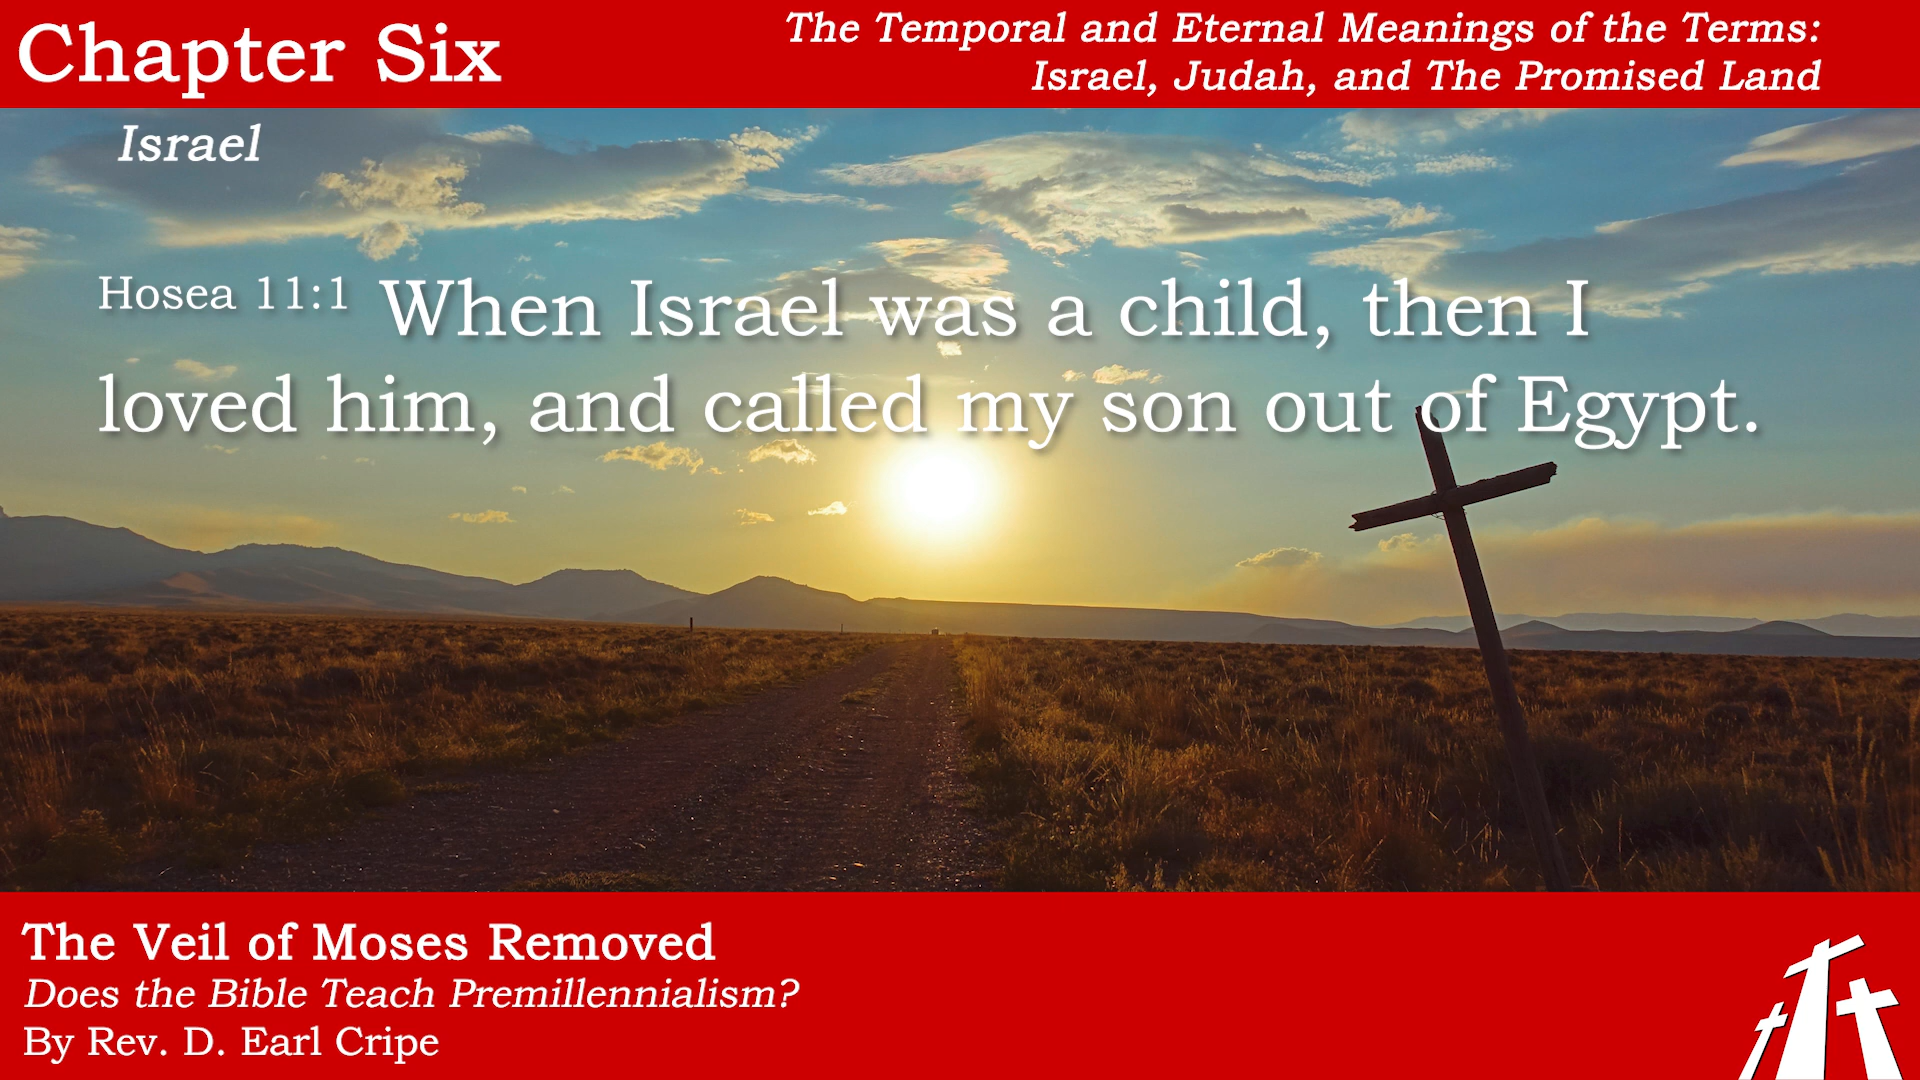 Chapter Six
The Temporal and Eternal Meanings of the Terms:
Israel, Judah, and The Promised Land
Israel
Hosea 11:1 When Israel was a child, then I
loved him, and called my son out of Egypt.
The Veil of Moses Removed
Does the Bible Teach Premillennialism?
By Rev. D. Earl Cripe